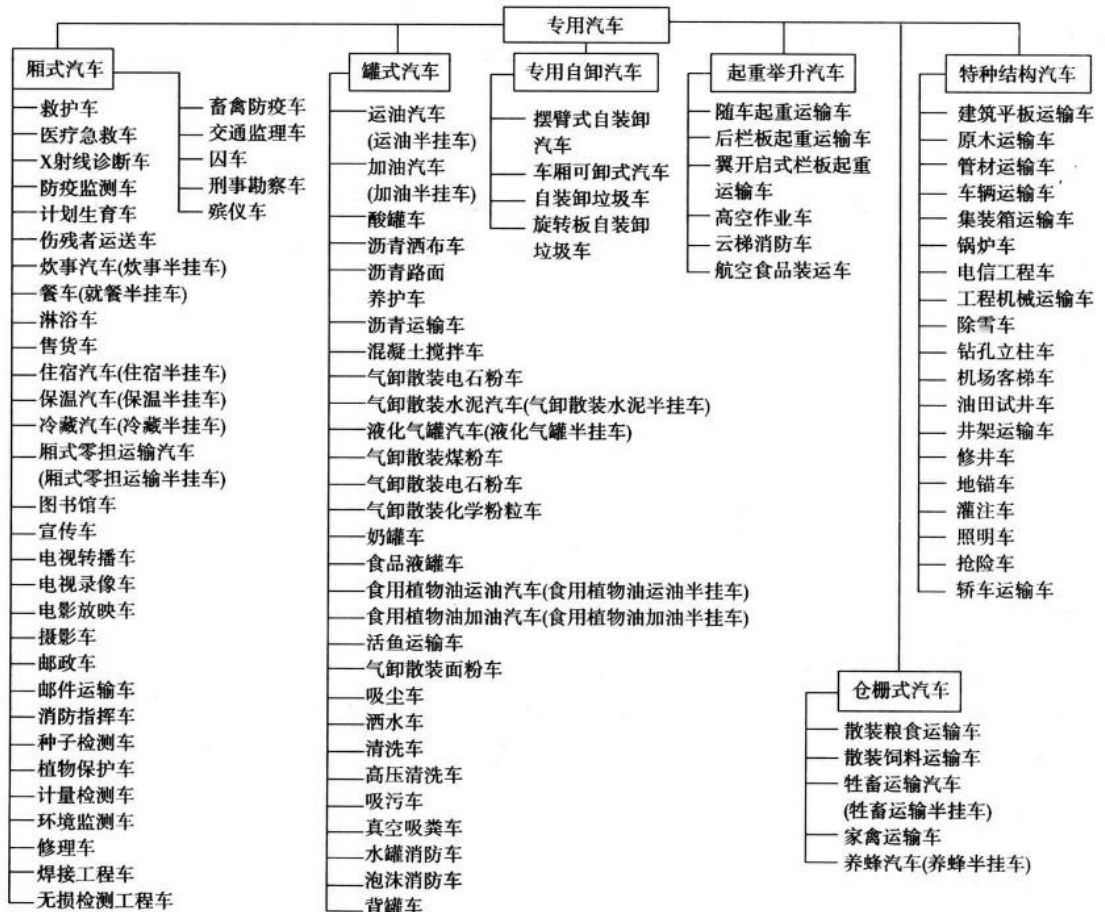 专用汽车
厢式汽车
救护车
医疗急救车
X射线诊断车
防疫监测车
计划生育车
伤残者运送车
炊事汽车(炊事半挂车)
餐车(就餐半挂车)
淋浴车
售货车
住宿汽车(住宿半挂车)
保温汽车(保温半挂车)
冷藏汽车(冷藏半挂车)
厢式零担运输汽车
(厢式零担运输半挂车)
图书馆车
宣传车
电视转播车
电视录像车
电影放映车
摄影车
邮政车
邮件运输车
消防指挥车
种子检测车
植物保护车
计量检测车
环境监测车
修理车
焊接工程车
无损检测工程车
畜禽防疫车
交通监理车
囚车
刑事勘察车
殡仪车
罐式汽车
运油汽车
(运油半挂车)
加油汽车
(加油半挂车)
酸罐车
沥青洒布车
沥青路面
养护车
沥青运输车
混凝土搅拌车
气卸散装电石粉车
气卸散装水泥汽车(气卸散装水泥半挂车)
液化气罐汽车(液化气罐半挂车)
气卸散装煤粉车
气卸散装电石粉车
气卸散装化学粉粒车
奶罐车
食品液罐车
食用植物油运油汽车(食用植物油运油半挂车)
食用植物油加油汽车(食用植物油加油半挂车)
活鱼运输车
气卸散装面粉车
吸尘车
洒水车
清洗车
高压清洗车
吸污车
真空吸粪车
水罐消防车
泡沫消防车
背罐车
专用自卸汽车
摆臂式自装卸
汽车
车厢可卸式汽车
自装卸垃圾车
旋转板自装卸
垃圾车
起重举升汽车
随车起重运输车
后栏板起重运输车
翼开启式栏板起重
运输车
高空作业车
云梯消防车
航空食品装运车
特种结构汽车
建筑平板运输车
原木运输车
管材运输车
车辆运输车
集装箱运输车
锅炉车
电信工程车
工程机械运输车
除雪车
钻孔立柱车
机场客梯车
油田试井车
井架运输车
修井车
地锚车
灌注车
照明车
抢险车
轿车运输车
仓栅式汽车
散装粮食运输车
散装饲料运输车
牲畜运输汽车
(牲畜运输半挂车)
家禽运输车
养蜂汽车(养蜂半挂车)